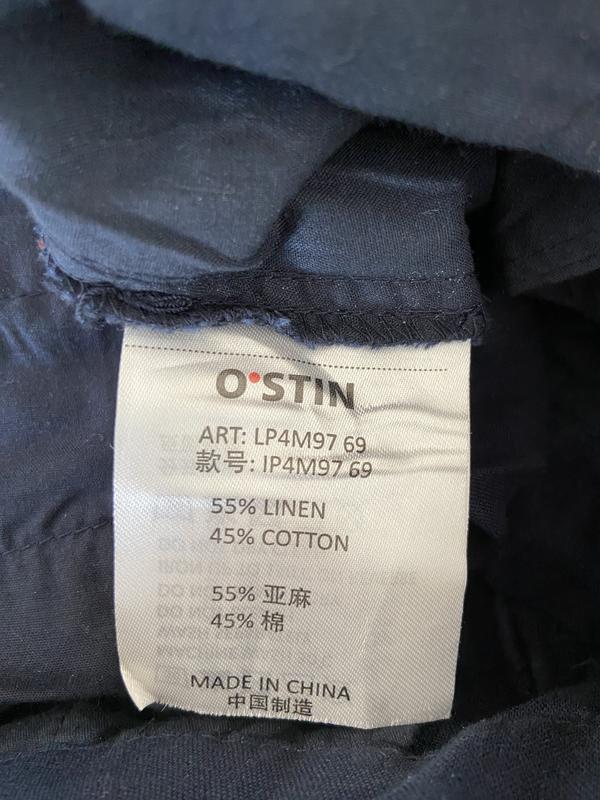 O'STIN
ART: LP4M97 69
款号: IP4M97 69
55% LINEN
45% COTTON
55% 亚麻
45% 棉
MADE IN CHINA
中国制造